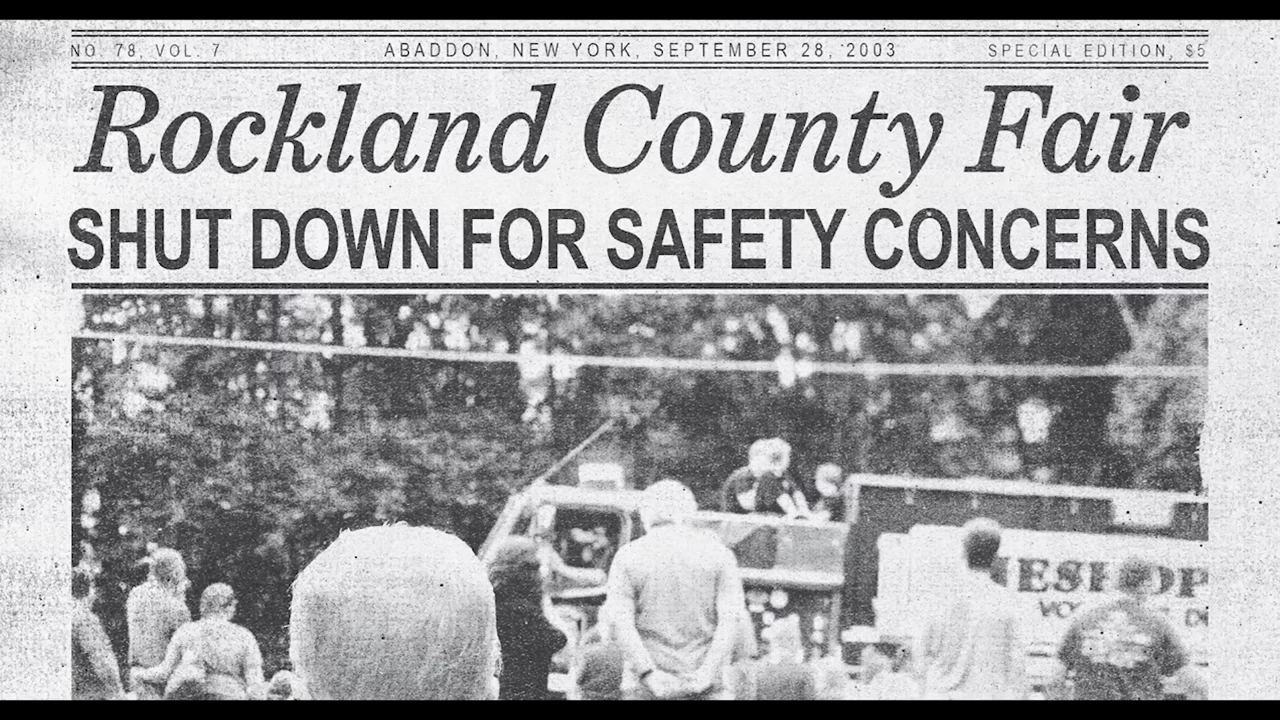 NO. 78, VOL. 7
ABADDON, NEW YORK, SEPTEMBER 28, 2003
SPECIAL EDITION, $5
Rockland County Fair
SHUT DOWN FOR SAFETY CONCERNS